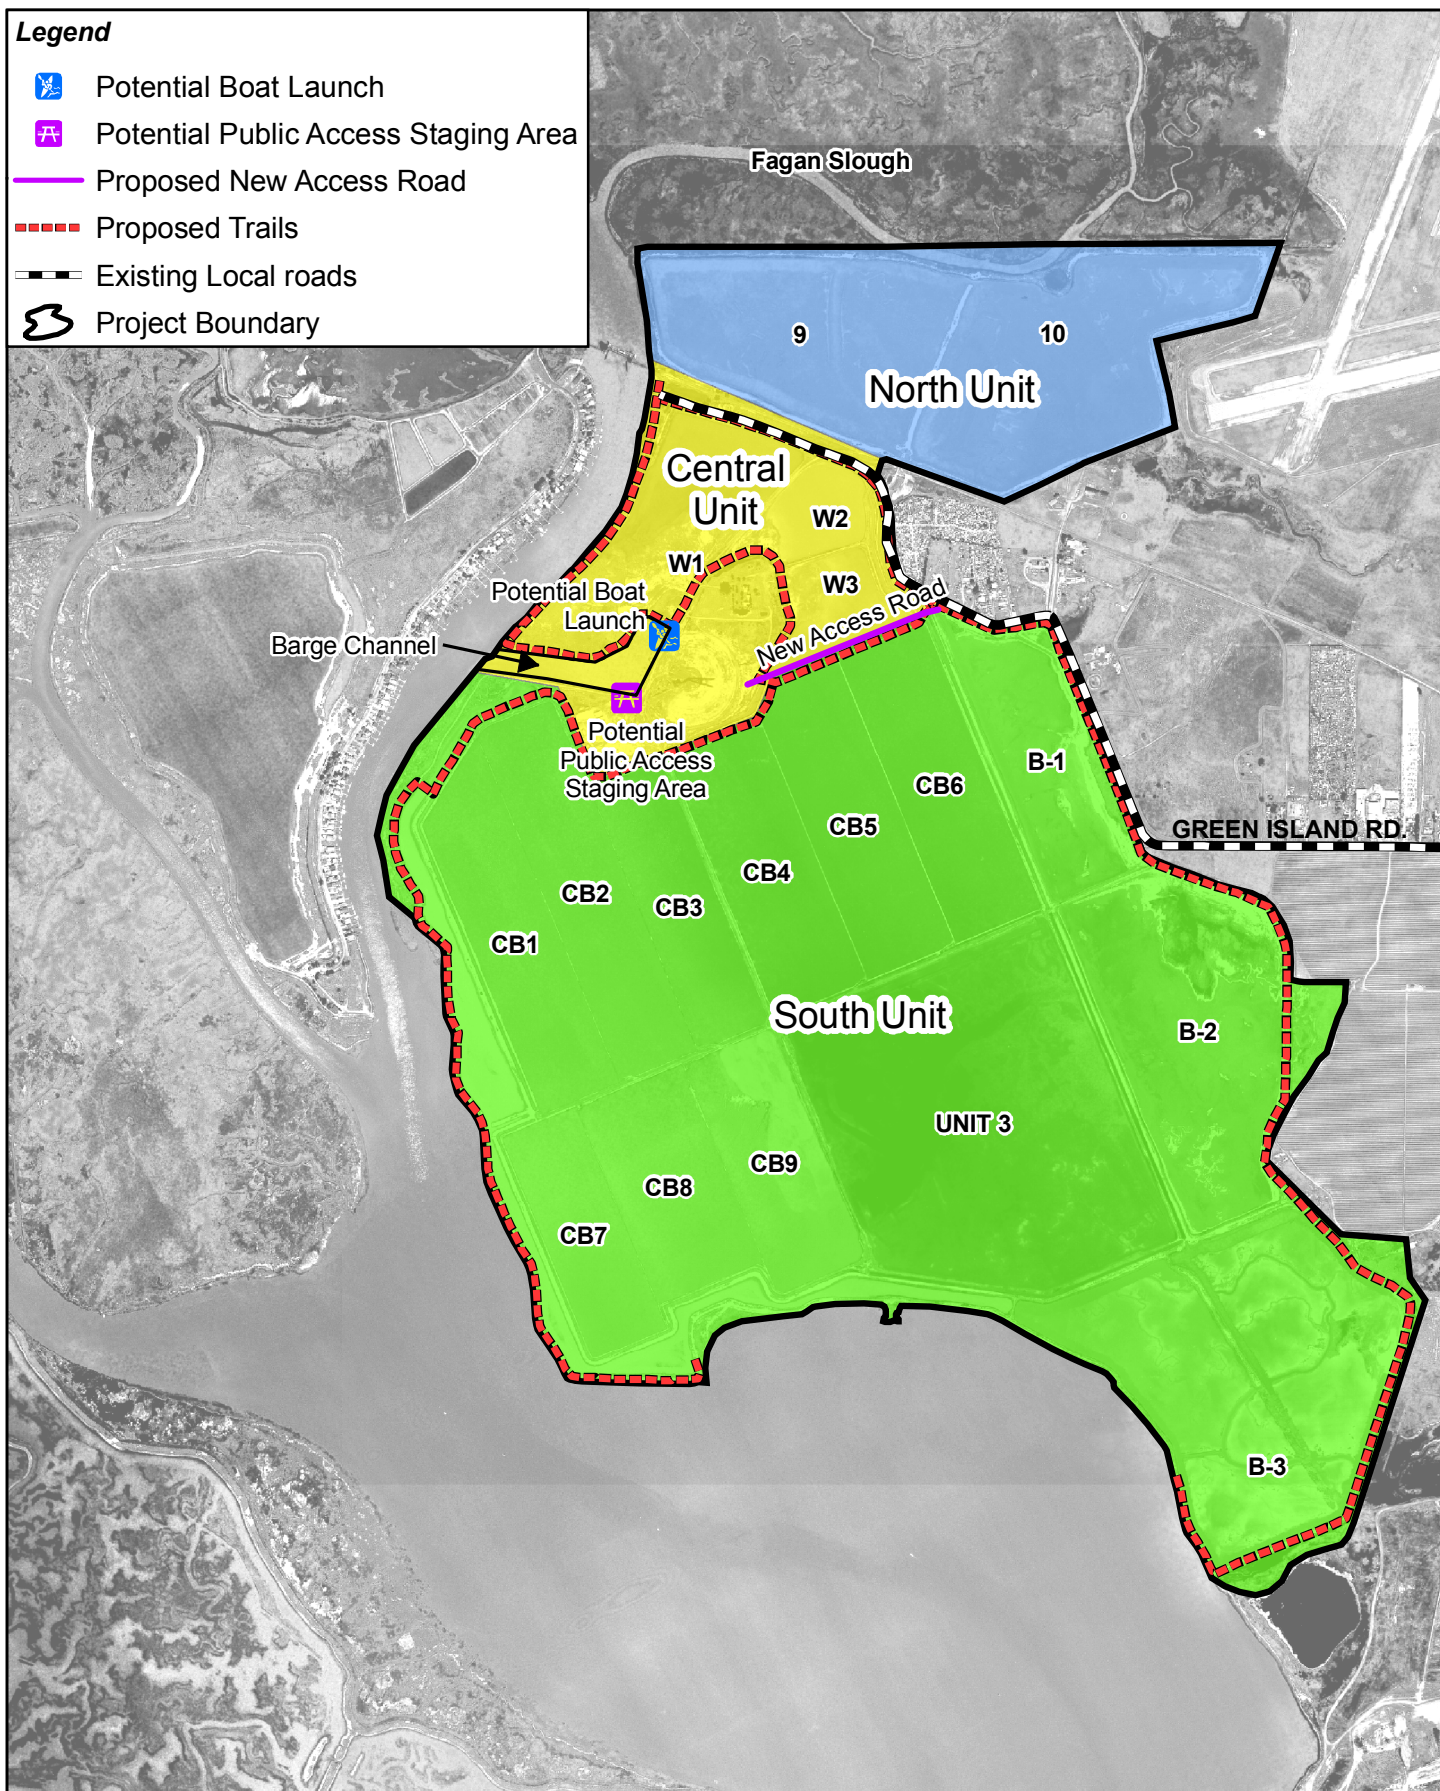 Legend
Potential Boat Launch
Potential Public Access Staging Area
Proposed New Access Road
Proposed Trails
Existing Local roads
Project Boundary
Fagan Slough
9
10
North Unit
Central
Unit
W2
W1
W3
Potential Boat
Launch
New Access Road
Barge Channel
Potential
Public Access
Staging Area
B-1
CB6
CB5
GREEN ISLAND RD.
CB4
CB2
CB3
CB1
South Unit
B-2
UNIT 3
CB9
CB8
CB7
B-3